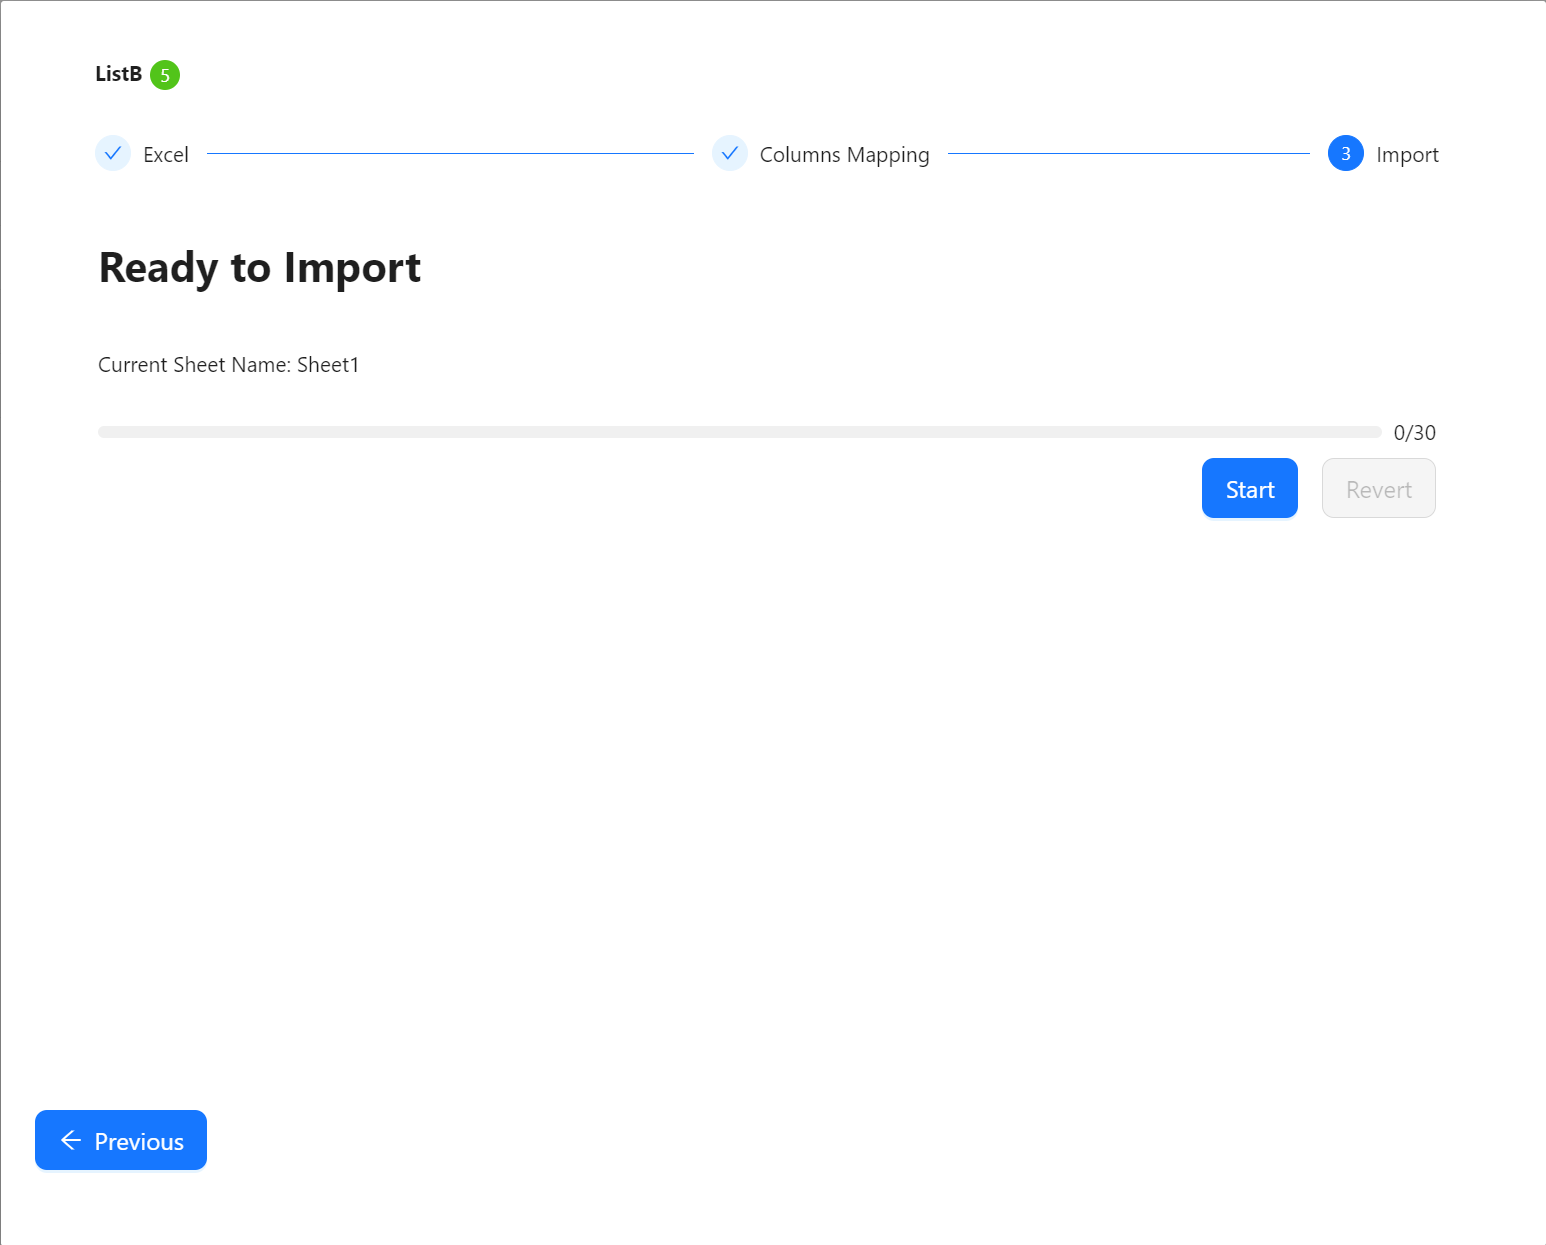 ListB 5
Excel Columns Mapping 3 Import
Ready to Import
Current Sheet Name: Sheet1
0/30
Start Revert
Previous